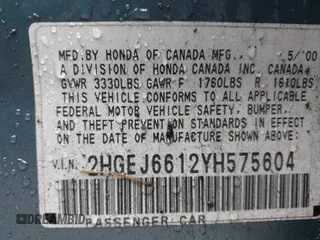 MFD.BY HONDA OF CANADA MFG., 5/00
A DIVISION OF HONDA CANADA INC. CANADA.
GVWR 3330LBS GAWR F 1760LBS R 1610LBS
THIS VEHICLE CONFORMS TO ALL APPLICABLE
FEDERAL MOTOR VEHICLE SAFETY, BUMPER,
AND THEFT PREVENTION STANDARDS IN
EFFECT ON THE DATE OF MANUFACTURE
SHOWN ABOVE.
V.I.N. 2HGEJ6612YH575604
PASSENGER CAR
© AUTOBIDMASTER